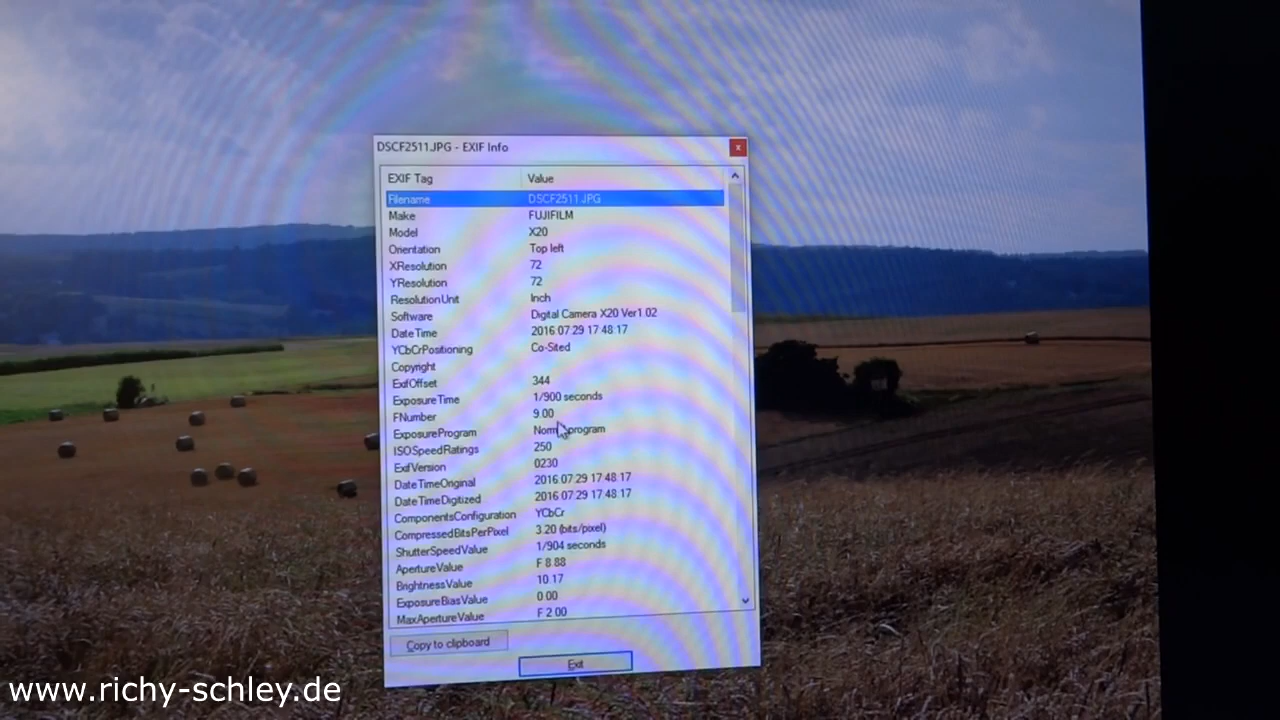 DSCF2511.JPG - EXIF Info
x
EXIF Tag Value
Filename DSCF2511.JPG
Make FUJIFILM
Model X20
Orientation Top left
XResolution 72
YResolution 72
ResolutionUnit Inch
Software Digital Camera X20 Ver1.02
DateTime 2016:07:29 17:48:17
YCbCrPositioning Co-Sited
Copyright
ExifOffset 344
ExposureTime 1/900 seconds
FNumber 9.00
ExposureProgram Normal program
ISOSpeedRatings 250
ExifVersion 0230
DateTimeOriginal 2016:07:29 17:48:17
DateTimeDigitized 2016:07:29 17:48:17
ComponentsConfiguration YCbCr
CompressedBitsPerPixel 3.20 (bits/pixel)
ShutterSpeedValue 1/904 seconds
ApertureValue F 8.88
BrightnessValue 10.17
ExposureBiasValue 0.00
MaxApertureValue F 2.00
Copy to clipboard
Exit
www.richy-schley.de